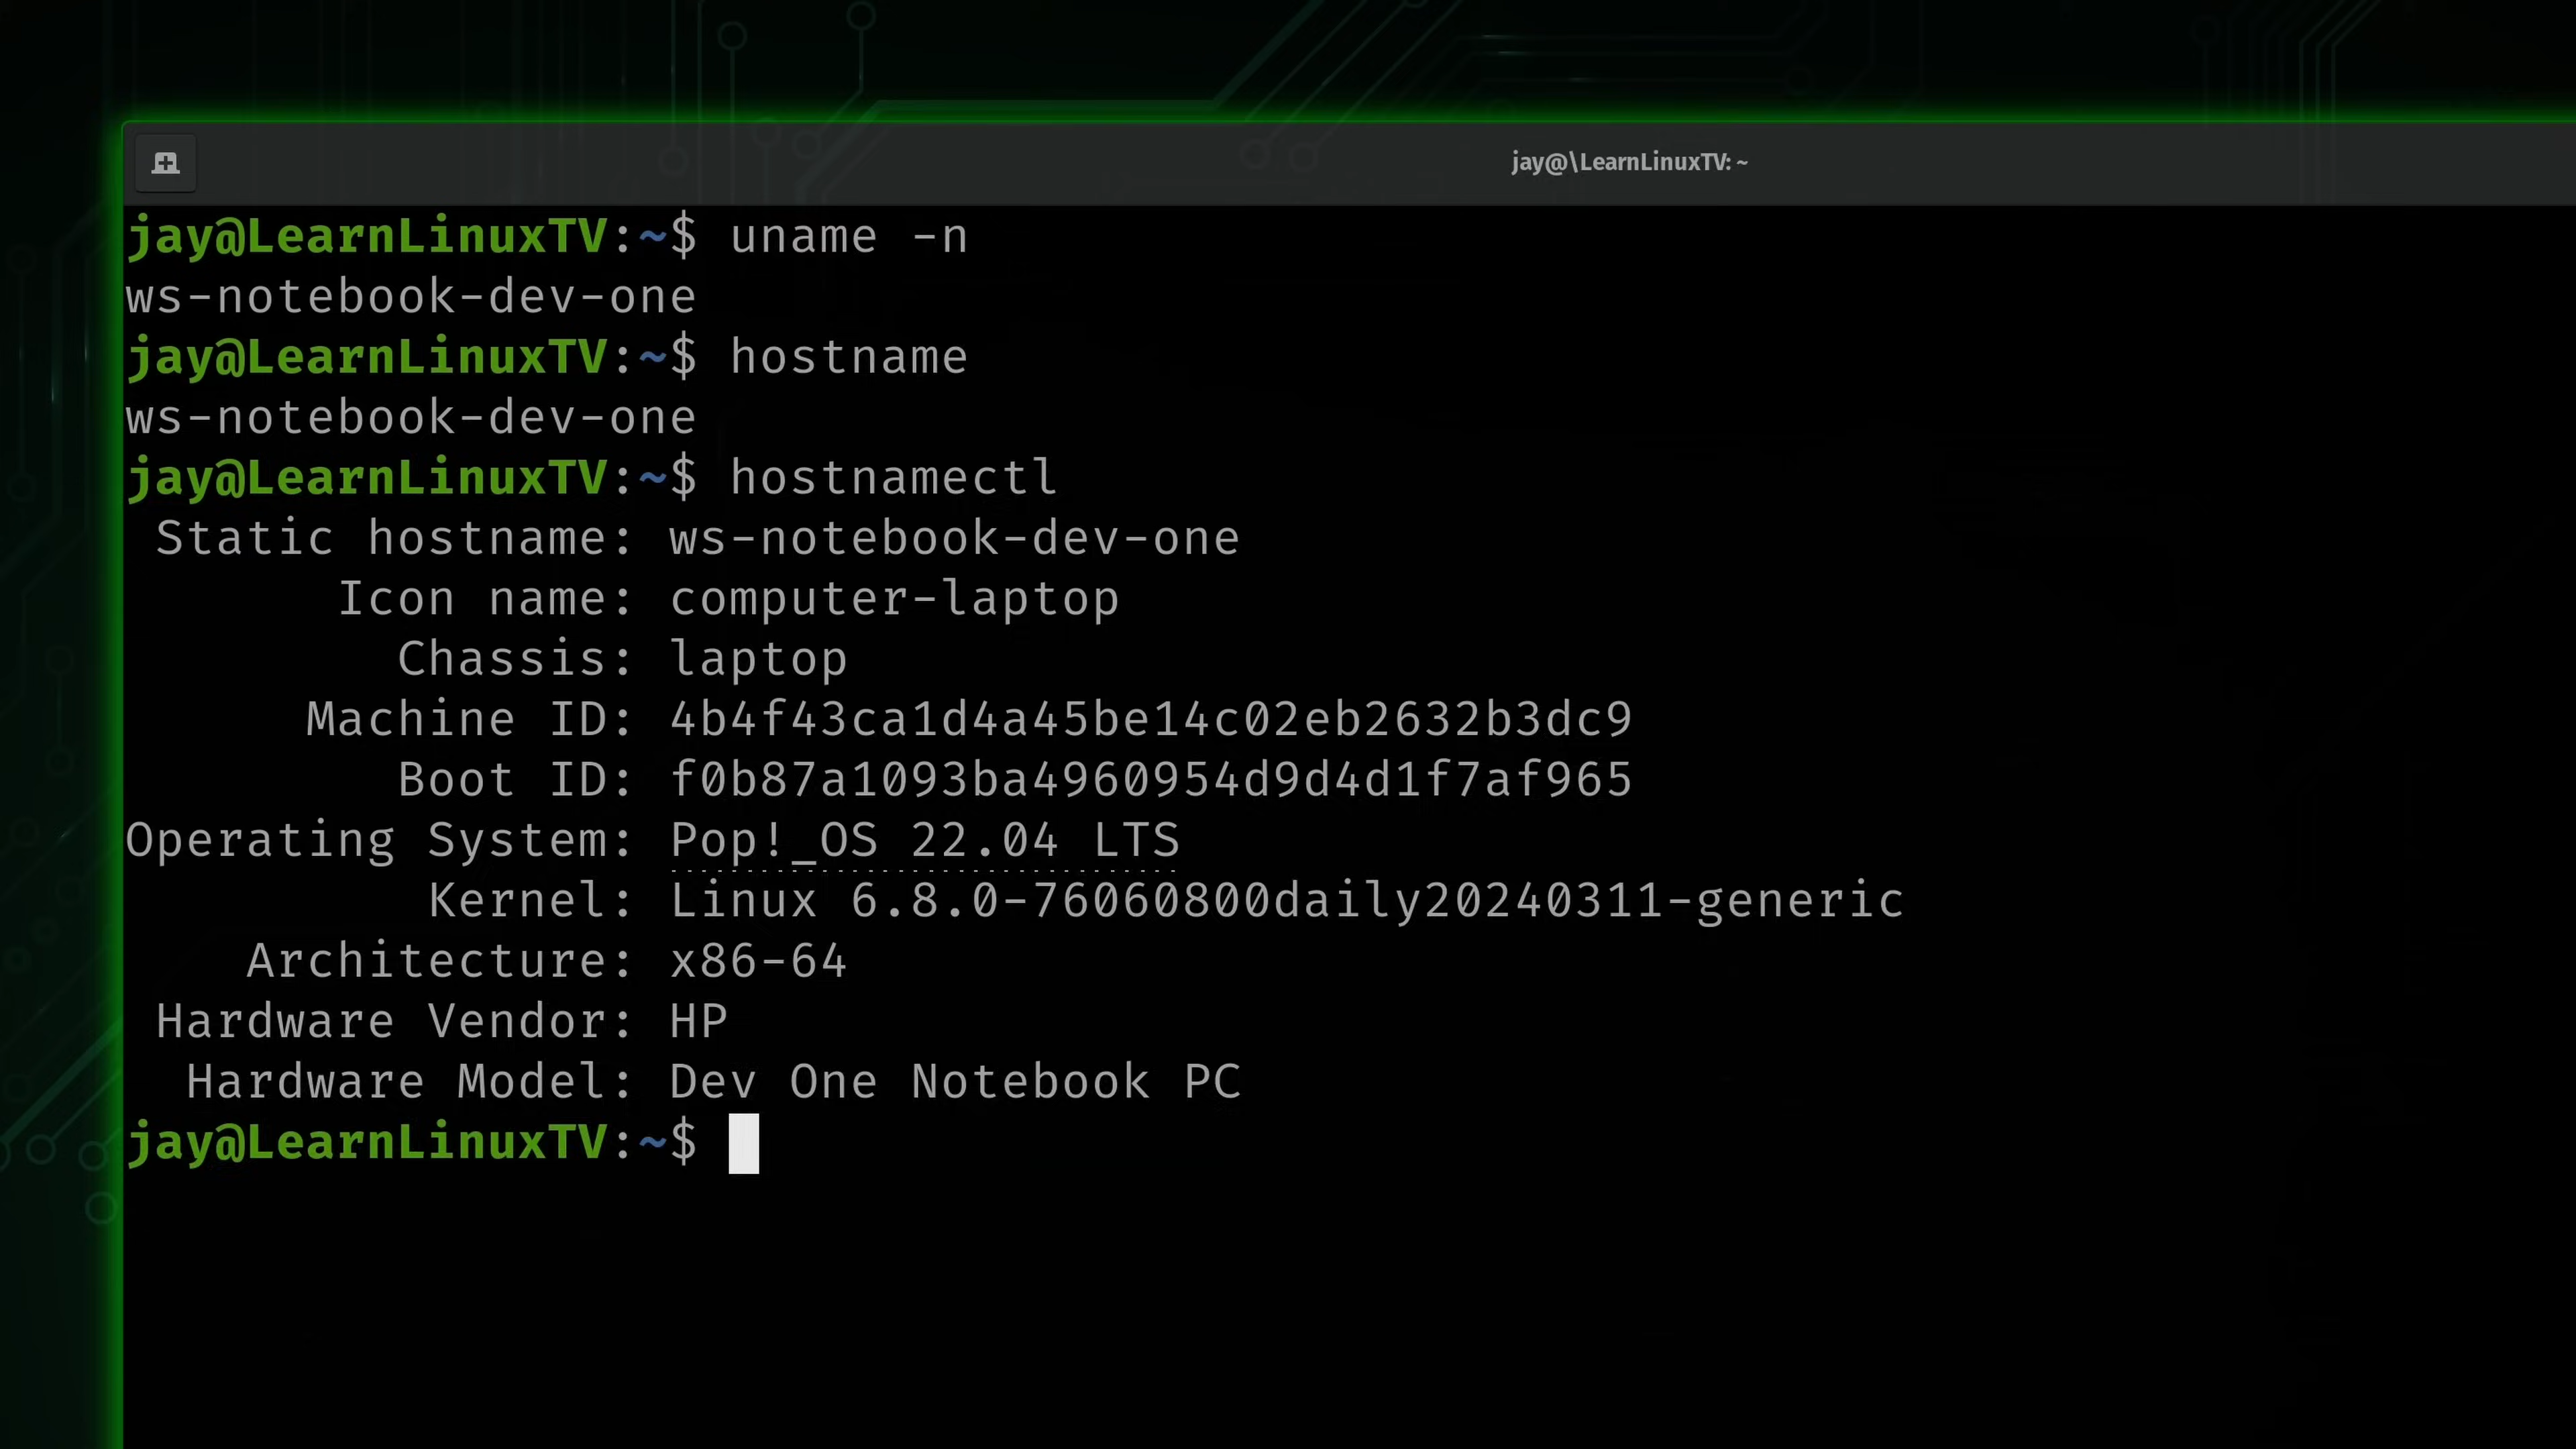 jay@\LearnLinuxTV: ~
jay@LearnLinuxTV:~$ uname -n
ws-notebook-dev-one
jay@LearnLinuxTV:~$ hostname
ws-notebook-dev-one
jay@LearnLinuxTV:~$ hostnamectl
Static hostname: ws-notebook-dev-one
Icon name: computer-laptop
Chassis: laptop
Machine ID: 4b4f43ca1d4a45be14c02eb2632b3dc9
Boot ID: f0b87a1093ba4960954d9d4d1f7af965
Operating System: Pop!_OS 22.04 LTS
Kernel: Linux 6.8.0-76060800daily20240311-generic
Architecture: x86-64
Hardware Vendor: HP
Hardware Model: Dev One Notebook PC
jay@LearnLinuxTV:~$